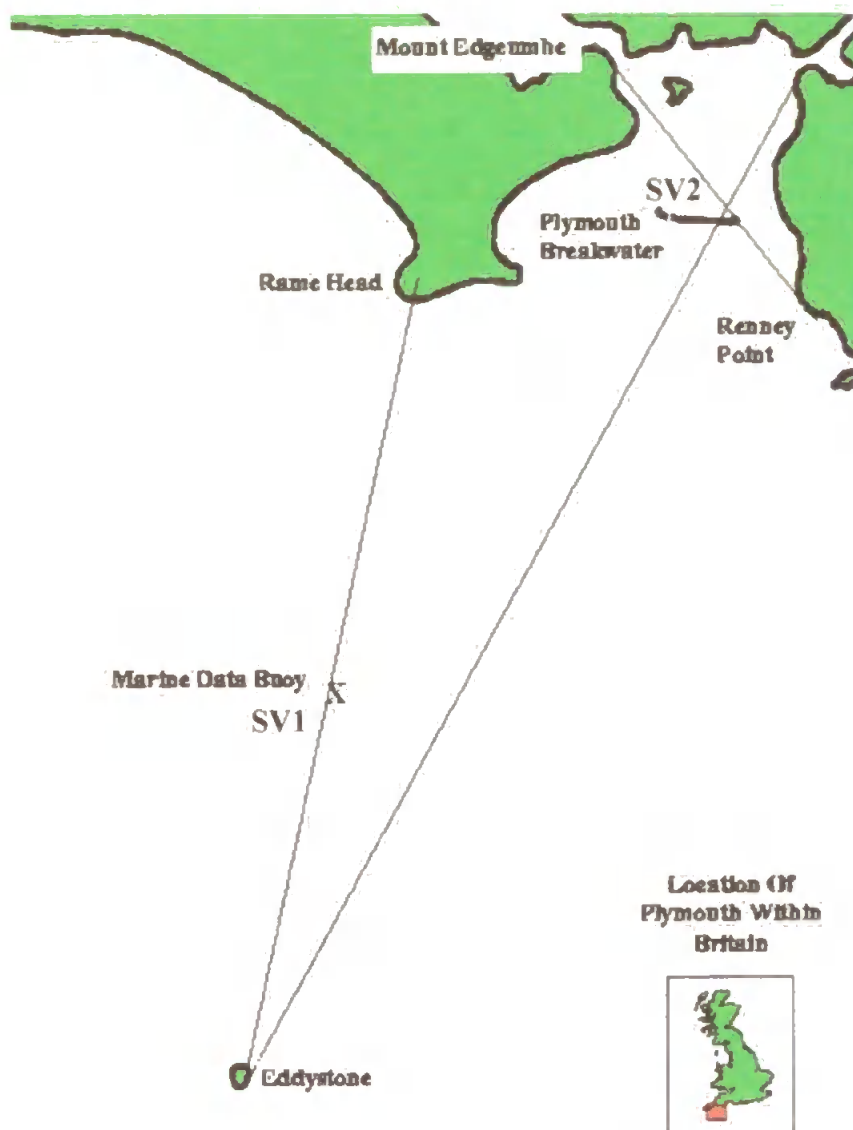 Mount Edgcumbe
SV2
Plymouth
Breakwater
Rame Head
Renney
Point
Marine Data Buoy
X
SV1
Location Of
Plymouth Within
Britain
Eddystone